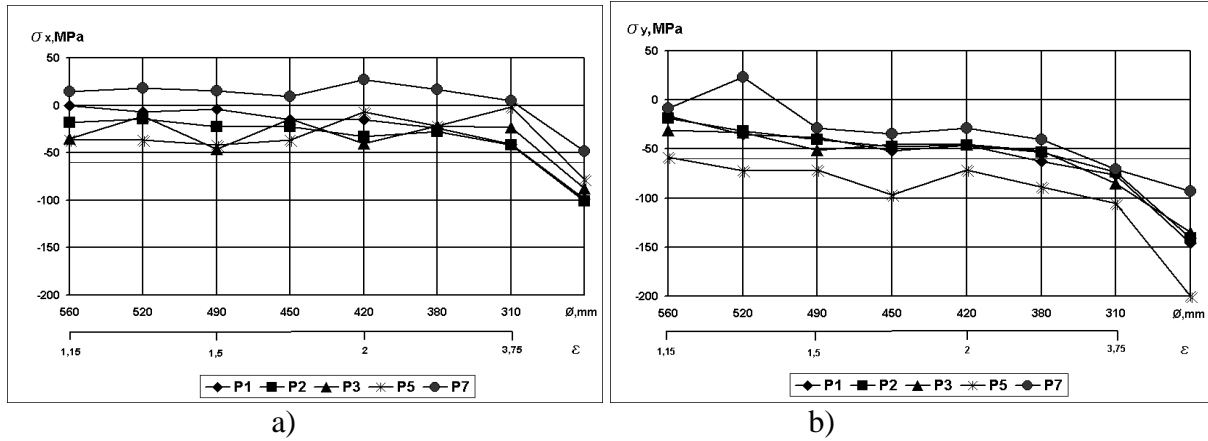 σ x,MPa
50
0
-50
-100
-150
-200
560 520 490 450 420 380 310 Ø,mm
1,15 1,5 2 3,75 ε
P1 P2 P3 P5 P7
a)
σ y,MPa
50
0
-50
-100
-150
-200
560 520 490 450 420 380 310 Ø,mm
1,15 1,5 2 3,75 ε
P1 P2 P3 P5 P7
b)